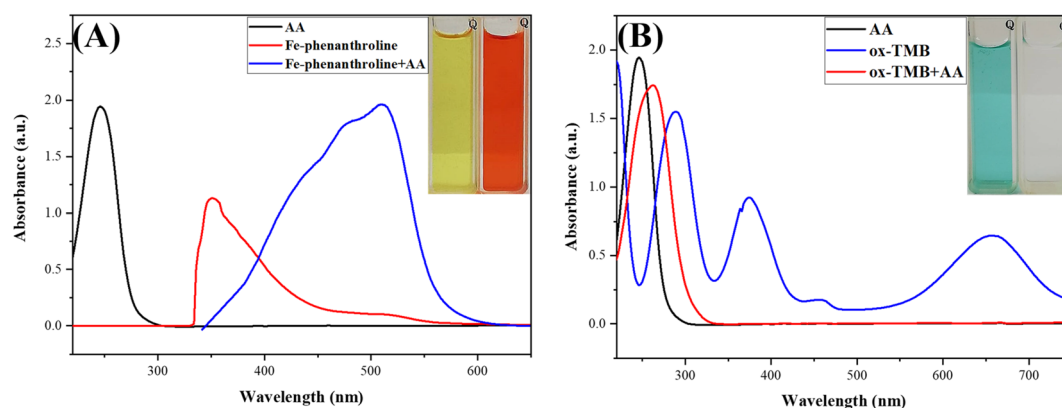 (A)
AA
Fe-phenanthroline
Fe-phenanthroline+AA
Q
Q
Absorbance (a.u.)
2.5
2.0
1.5
1.0
0.5
0.0
300
400
500
600
Wavelength (nm)
(B)
AA
ox-TMB
ox-TMB+AA
Q
Q
Absorbance (a.u.)
2.0
1.5
1.0
0.5
0.0
300
400
500
600
700
Wavelength (nm)